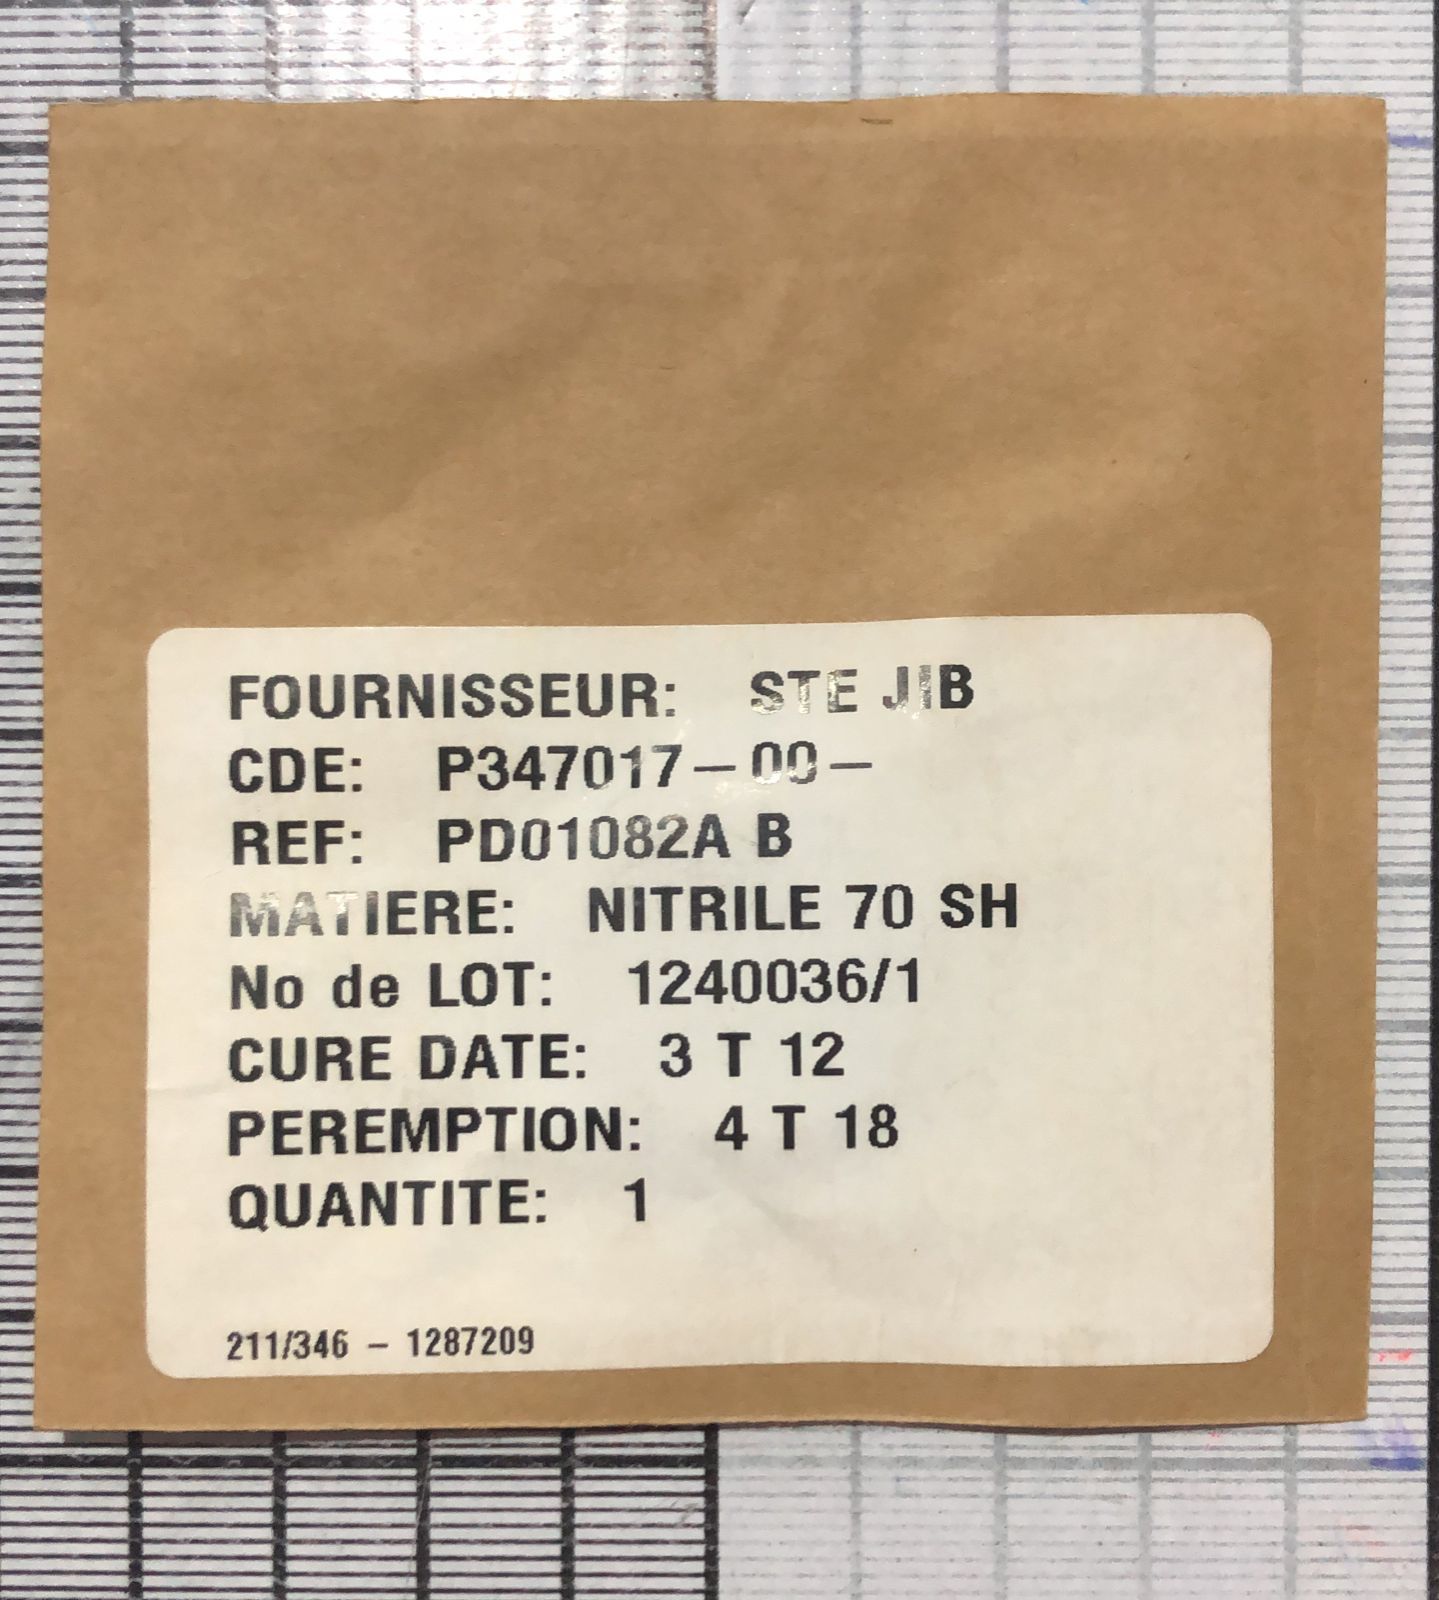 FOURNISSEUR: STE JIB
CDE: P347017-00-
REF: PD01082A B
MATIERE: NITRILE 70 SH
No de LOT: 1240036/1
CURE DATE: 3 T 12
PEREMPTION: 4 T 18
QUANTITE: 1
211/346 - 1287209